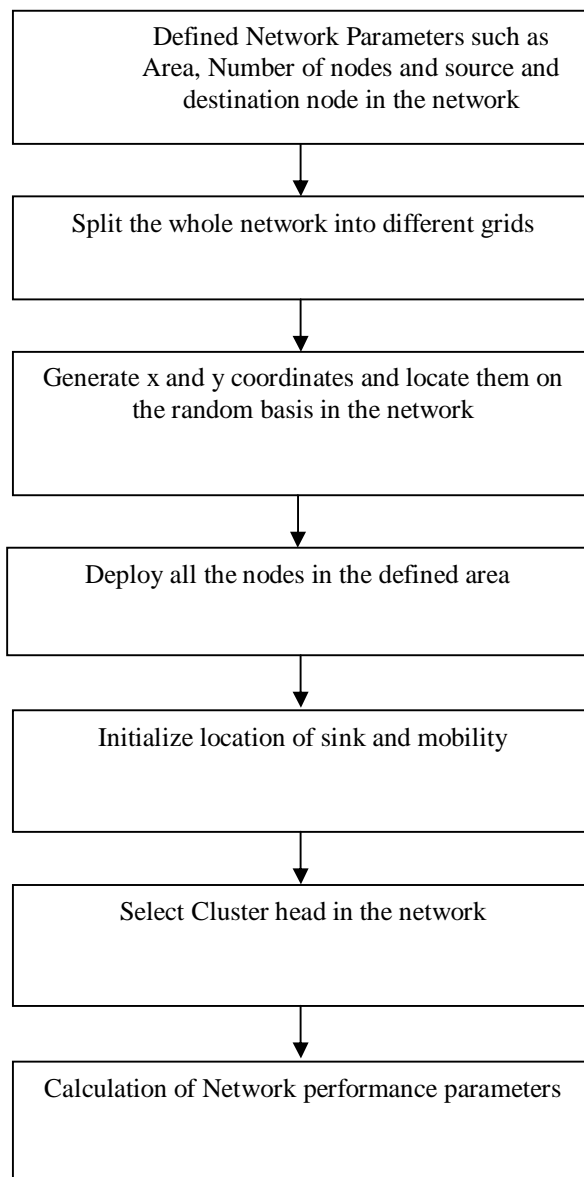 Defined Network Parameters such as
Area, Number of nodes and source and
destination node in the network
Split the whole network into different grids
Generate x and y coordinates and locate them on
the random basis in the network
Deploy all the nodes in the defined area
Initialize location of sink and mobility
Select Cluster head in the network
Calculation of Network performance parameters